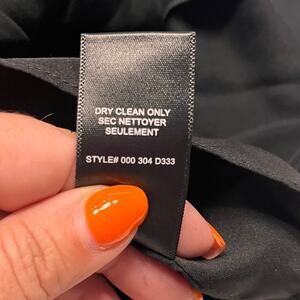 DRY CLEAN ONLY
SEC NETTOYER
SEULEMENT
STYLE# 000 304 D333